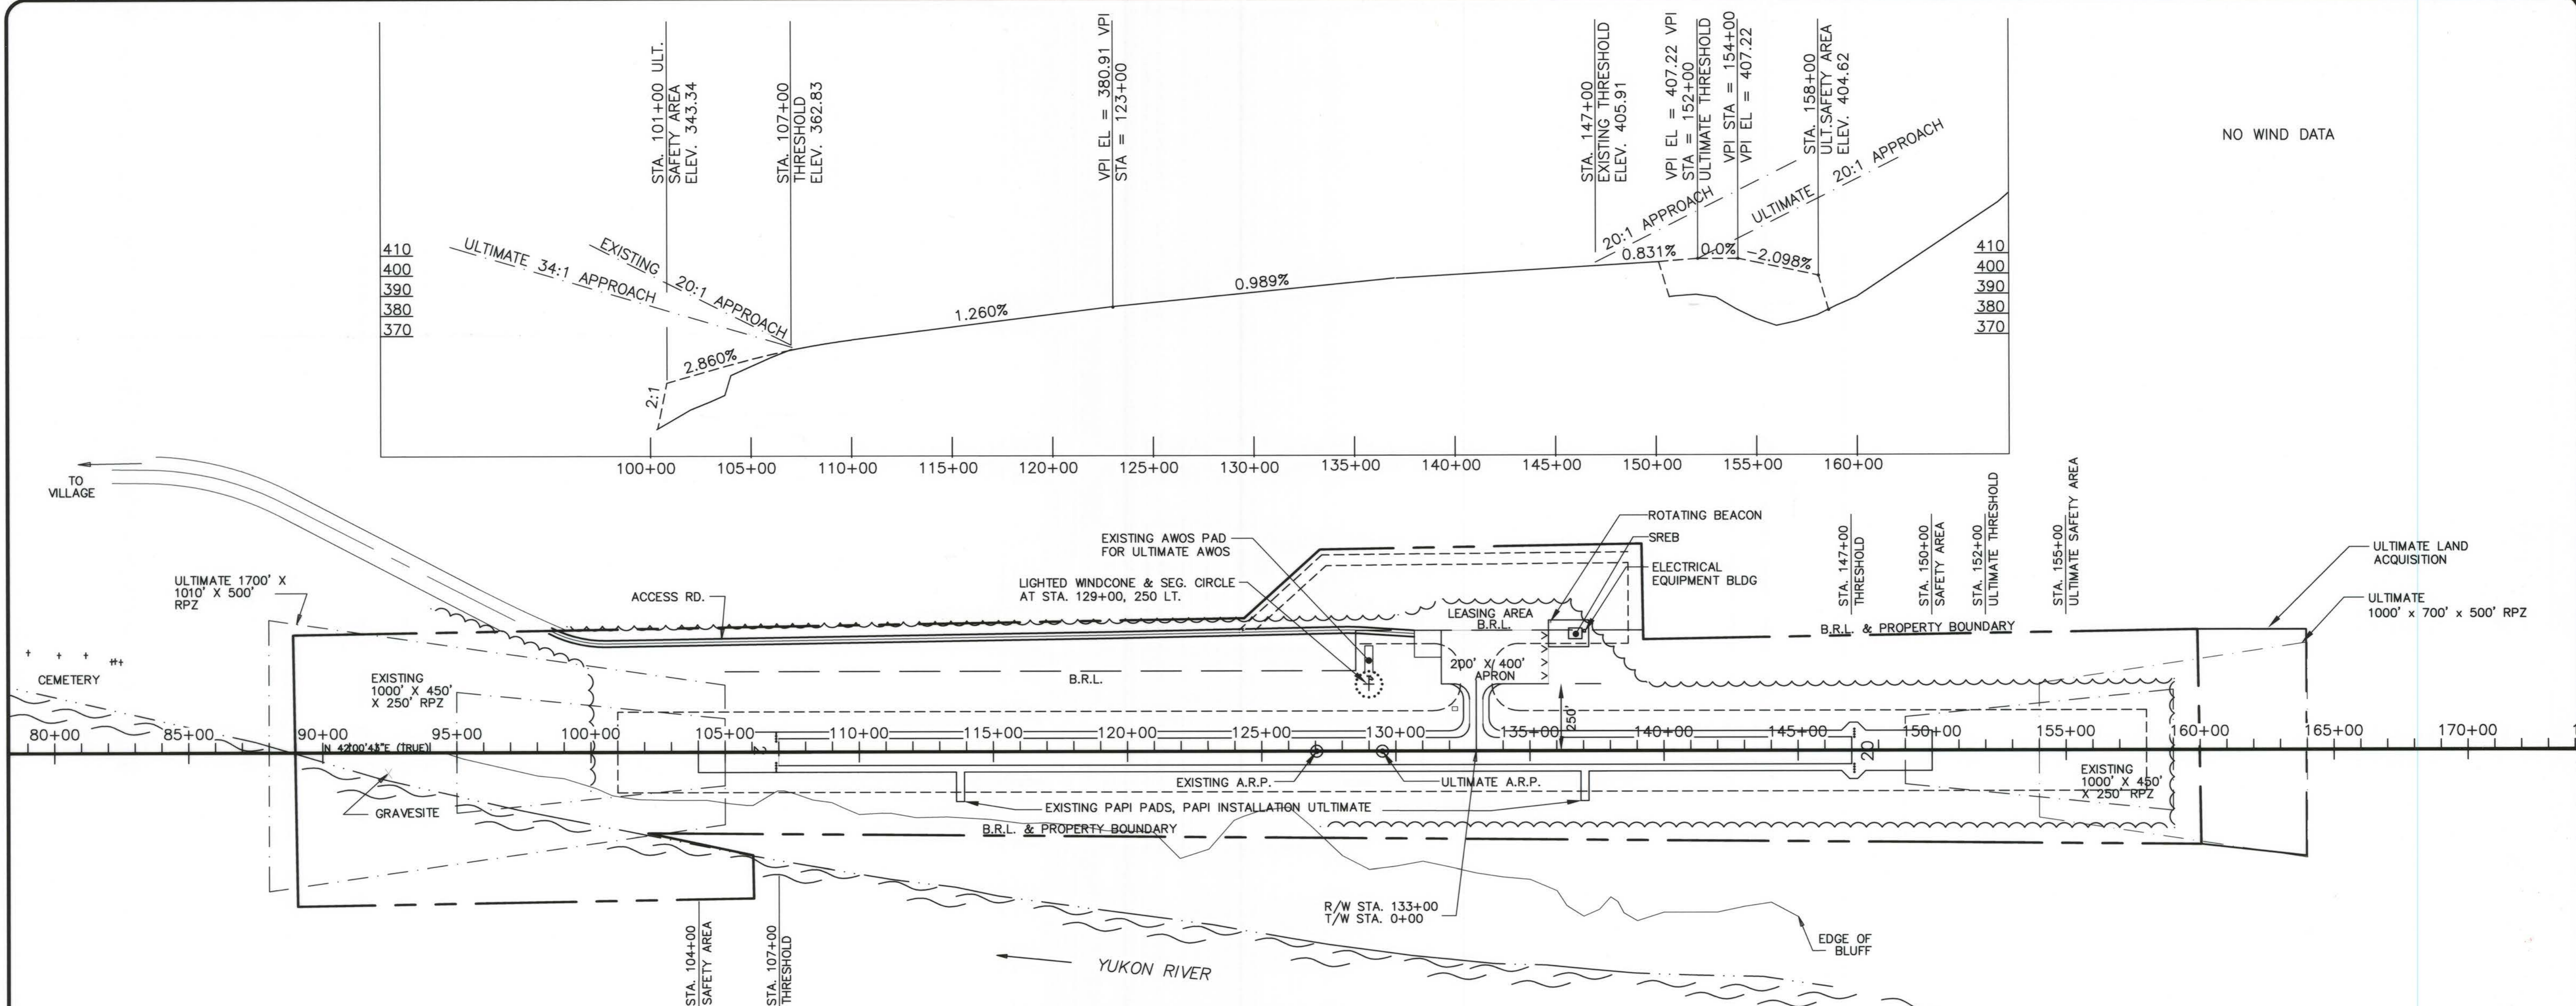 STA. 101+00 ULT.
SAFETY AREA
ELEV. 343.34
STA. 107+00
THRESHOLD
ELEV. 362.83
VPI EL = 380.91 VPI
STA = 123+00
STA. 147+00
EXISTING THRESHOLD
ELEV. 405.91
VPI EL = 407.22 VPI
STA = 152+00
ULTIMATE THRESHOLD
VPI STA = 154+00
VPI EL = 407.22
STA. 158+00
ULT.SAFETY AREA
ELEV. 404.62
NO WIND DATA
410
400
390
380
370
ULTIMATE 34:1 APPROACH
EXISTING 20:1 APPROACH
2:1
2.860%
1.260%
0.989%
0.831%
0.0%
-2.098%
20:1 APPROACH
ULTIMATE 20:1 APPROACH
410
400
390
380
370
100+00 105+00 110+00 115+00 120+00 125+00 130+00 135+00 140+00 145+00 150+00 155+00 160+00
TO
VILLAGE
ULTIMATE 1700' X
1010' X 500'
RPZ
ACCESS RD.
EXISTING AWOS PAD
FOR ULTIMATE AWOS
LIGHTED WINDCONE & SEG. CIRCLE
AT STA. 129+00, 250 LT.
ROTATING BEACON
SREB
ELECTRICAL
EQUIPMENT BLDG
LEASING AREA
B.R.L.
200' X 400'
APRON
STA. 147+00
THRESHOLD
STA. 150+00
SAFETY AREA
STA. 152+00
ULTIMATE THRESHOLD
STA. 155+00
ULTIMATE SAFETY AREA
ULTIMATE LAND
ACQUISITION
ULTIMATE
1000' x 700' x 500' RPZ
B.R.L. & PROPERTY BOUNDARY
CEMETERY
EXISTING
1000' X 450'
X 250' RPZ
B.R.L.
250'
80+00 85+00 90+00 95+00 100+00 105+00 110+00 115+00 120+00 125+00 130+00 135+00 140+00 145+00 150+00 155+00 160+00 165+00 170+00
N 42°00'43"E (TRUE)
2
20
GRAVESITE
EXISTING A.R.P.
ULTIMATE A.R.P.
EXISTING
1000' X 450'
X 250' RPZ
EXISTING PAPI PADS, PAPI INSTALLATION UTLTIMATE
B.R.L. & PROPERTY BOUNDARY
R/W STA. 133+00
T/W STA. 0+00
EDGE OF
BLUFF
STA. 104+00
SAFETY AREA
STA. 107+00
THRESHOLD
YUKON RIVER